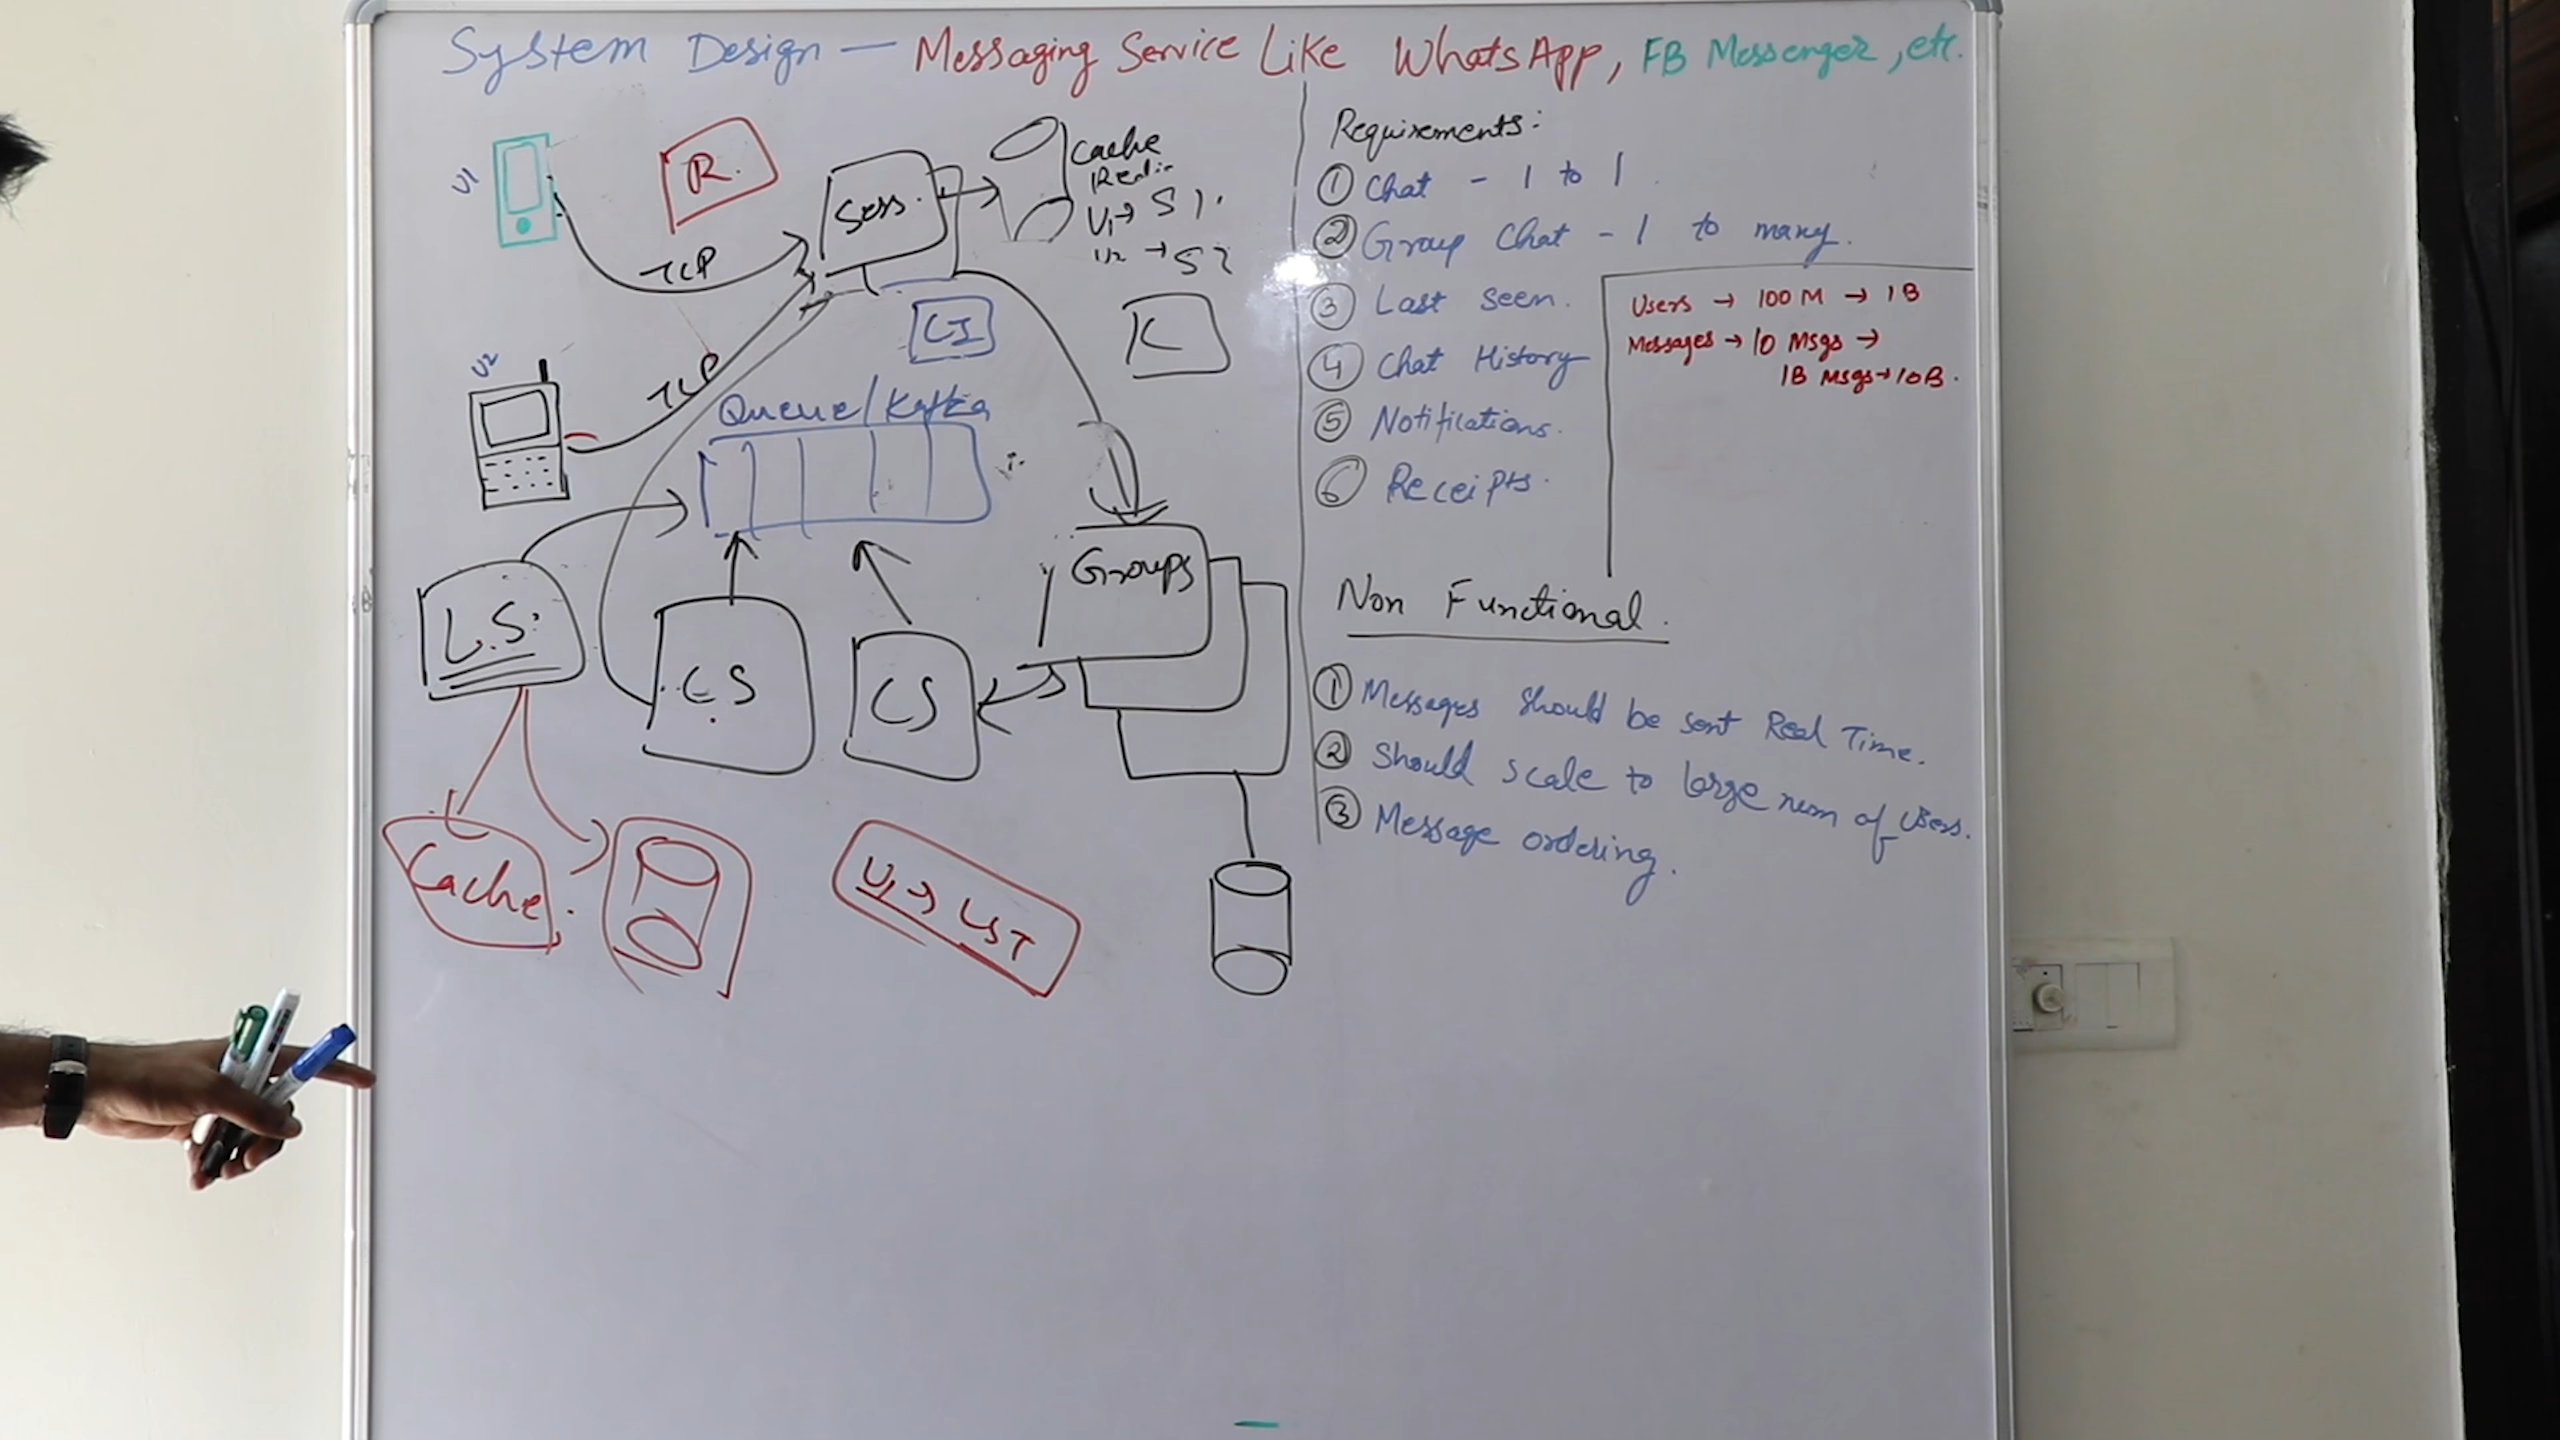 System Design — Messaging Service Like WhatsApp, FB Messenger, etc.
U1
R.
TCP
Sess.
Cache
U1→ S1.
U2 → S2
U2
TCP
CI
Queue/Kafka
L.S.
CS
CS
Groups
Cache.
U1→ LST
Requirements:
① Chat - 1 to 1
② Group Chat - 1 to many.
③ Last Seen.
④ Chat History
⑤ Notifications.
⑥ Receipts.
Users → 100 M → 1B
Messages → 10 Msgs →
1B Msgs → 10B.
Non Functional.
① Messages Should be sent Real Time.
② Should scale to large num of Users.
③ Message ordering.